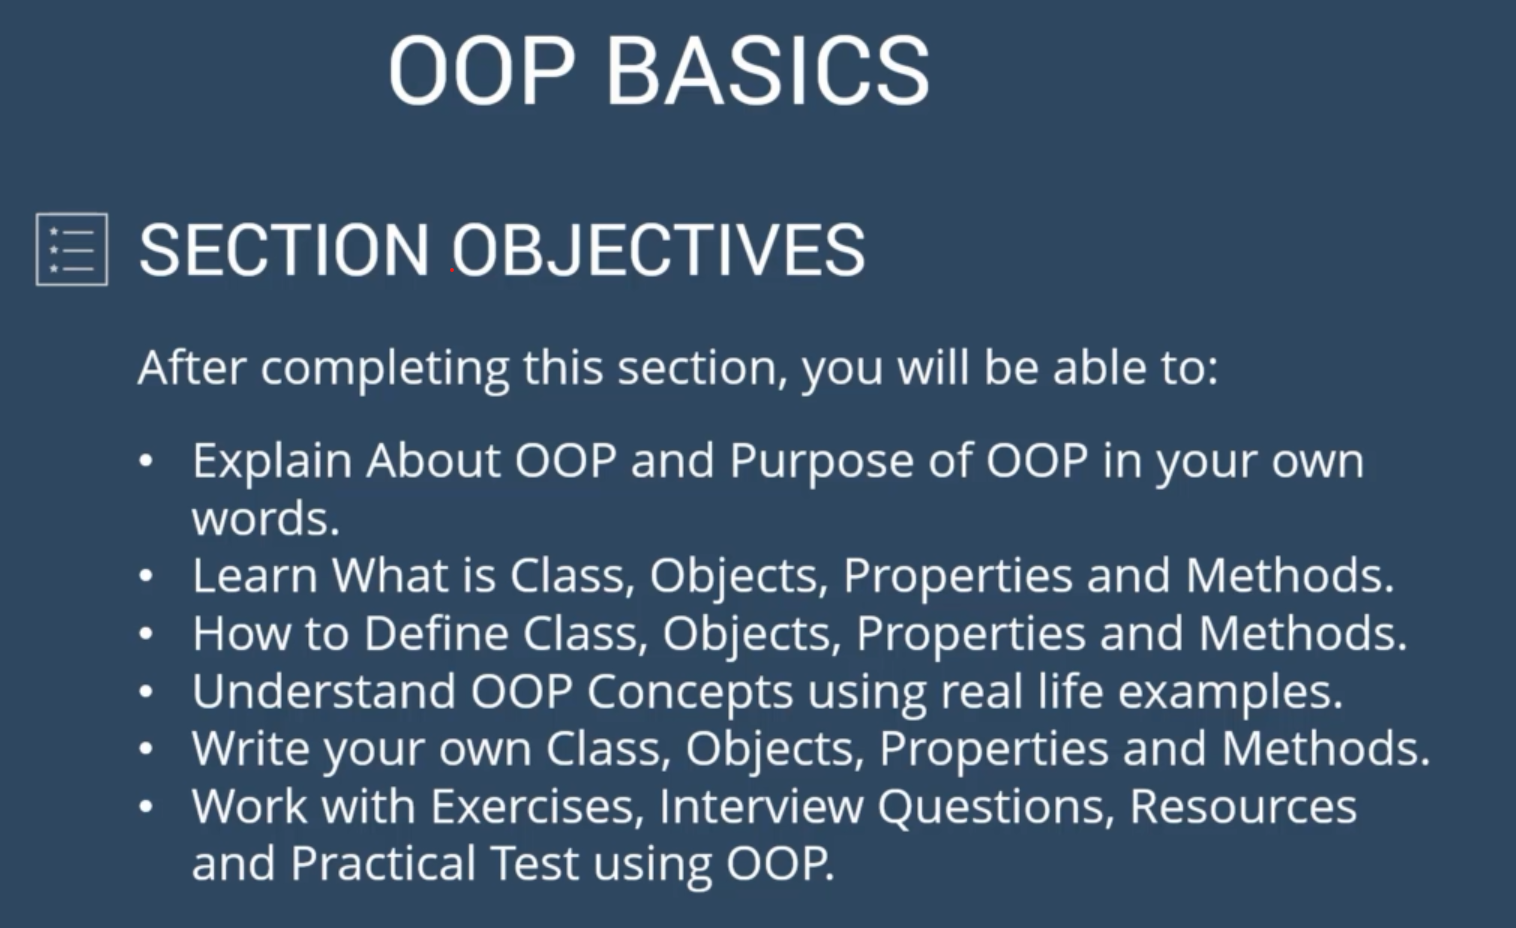 OOP BASICS
SECTION OBJECTIVES
After completing this section, you will be able to:
• Explain About OOP and Purpose of OOP in your own
words.
• Learn What is Class, Objects, Properties and Methods.
• How to Define Class, Objects, Properties and Methods.
• Understand OOP Concepts using real life examples.
• Write your own Class, Objects, Properties and Methods.
• Work with Exercises, Interview Questions, Resources
and Practical Test using OOP.